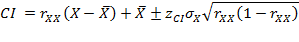 CI = r_XX (X − X̄) + X̄ ± z_CI σ_X √r_XX(1 − r_XX)